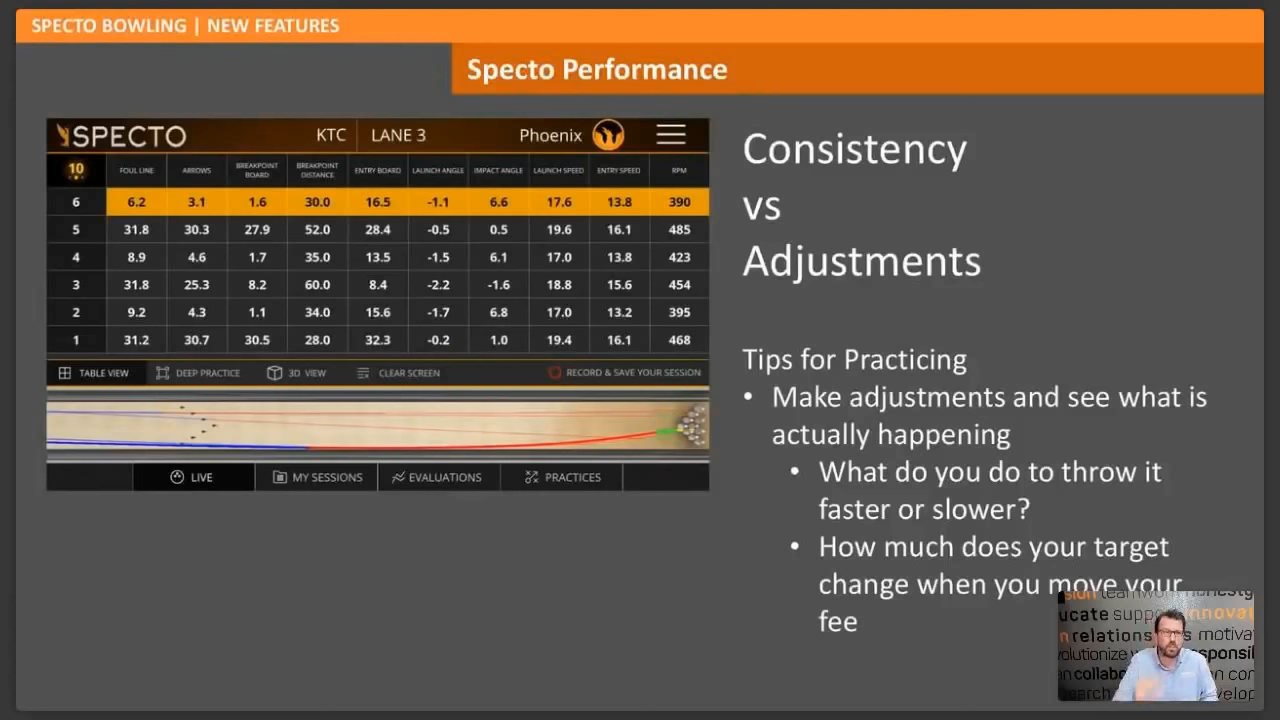 SPECTO BOWLING | NEW FEATURES
Specto Performance
SPECTO KTC LANE 3 Phoenix
10 FOUL LINE ARROWS BREAKPOINT BOARD BREAKPOINT DISTANCE ENTRY BOARD LAUNCH ANGLE IMPACT ANGLE LAUNCH SPEED ENTRY SPEED RPM
6 6.2 3.1 1.6 30.0 16.5 -1.1 6.6 17.6 13.8 390
5 31.8 30.3 27.9 52.0 28.4 -0.5 0.5 19.6 16.1 485
4 8.9 4.6 1.7 35.0 13.5 -1.5 6.1 17.0 13.8 423
3 31.8 25.3 8.2 60.0 8.4 -2.2 -1.6 18.8 15.6 454
2 9.2 4.3 1.1 34.0 15.6 -1.7 6.8 17.0 13.2 395
1 31.2 30.7 30.5 28.0 32.3 -0.2 1.0 19.4 16.1 468
TABLE VIEW DEEP PRACTICE 3D VIEW CLEAR SCREEN RECORD & SAVE YOUR SESSION
LIVE MY SESSIONS EVALUATIONS PRACTICES
Consistency
vs
Adjustments
Tips for Practicing
• Make adjustments and see what is
actually happening
• What do you do to throw it
faster or slower?
• How much does your target
change when you move your
fee
ucate
relations motiva
responsi